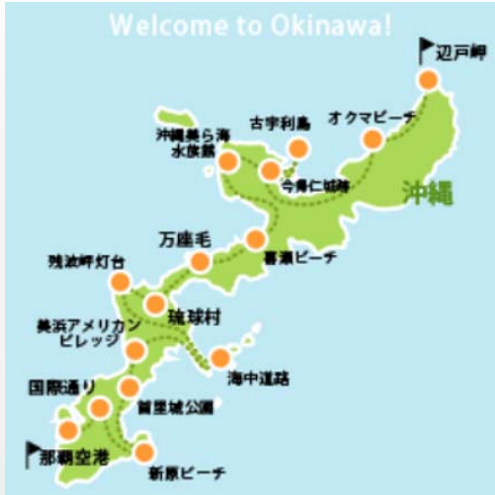 Welcome to Okinawa!
辺戸岬
オクマビーチ
古宇利島
沖縄美ら海
水族館
今帰仁城跡
沖縄
万座毛
喜瀬ビーチ
残波岬灯台
琉球村
美浜アメリカン
ビレッジ
海中道路
国際通り
首里城公園
那覇空港
新原ビーチ